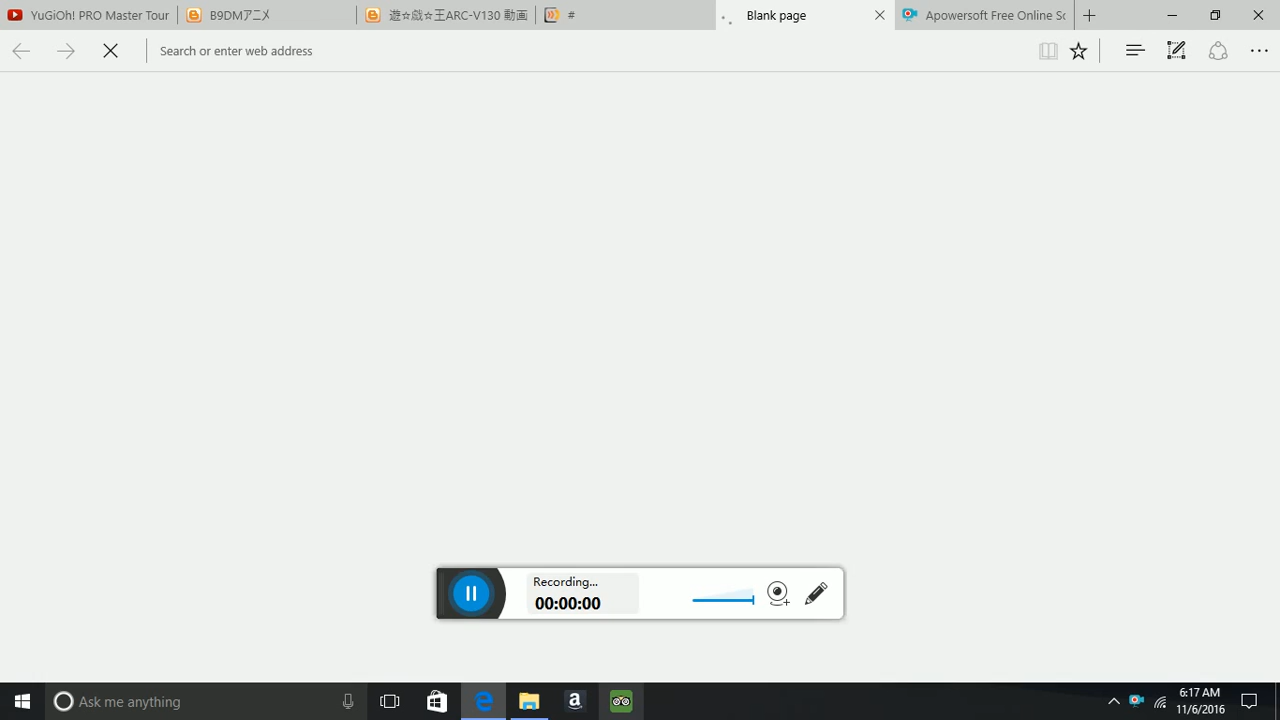 YuGiOh! PRO Master Tour
B9DMアニメ
遊☆戯☆王ARC-V130 動画
#
Blank page
Apowersoft Free Online Sc
Search or enter web address
Recording...
00:00:00
Ask me anything
6:17 AM
11/6/2016